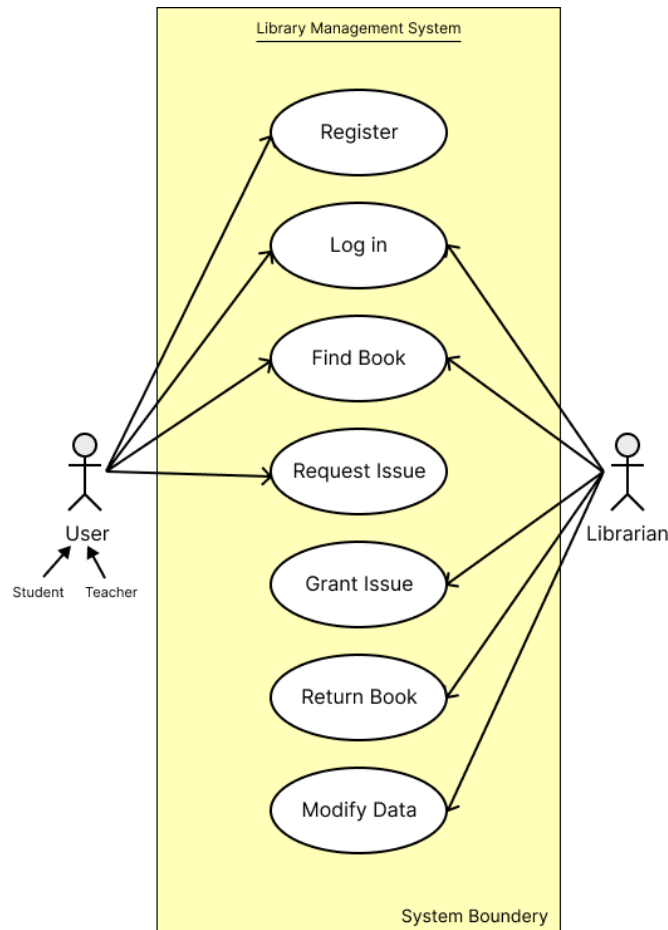 Library Management System
Register
Log in
Find Book
Request Issue
User
Librarian
Student
Teacher
Grant Issue
Return Book
Modify Data
System Boundery